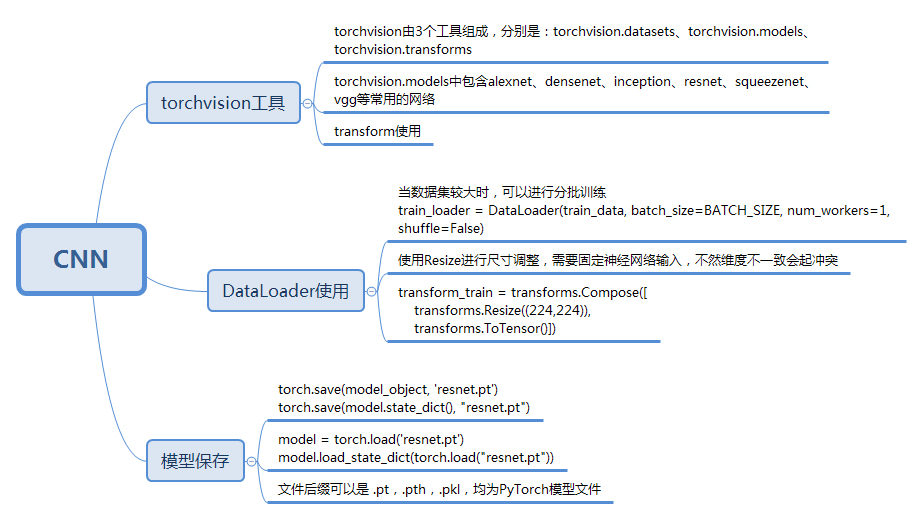 CNN
torchvision工具
torchvision由3个工具组成，分别是：torchvision.datasets、torchvision.models、
torchvision.transforms
torchvision.models中包含alexnet、densenet、inception、resnet、squeezenet、
vgg等常用的网络
transform使用
DataLoader使用
当数据集较大时，可以进行分批训练
train_loader = DataLoader(train_data, batch_size=BATCH_SIZE, num_workers=1,
shuffle=False)
使用Resize进行尺寸调整，需要固定神经网络输入，不然维度不一致会起冲突
transform_train = transforms.Compose([
transforms.Resize((224,224)),
transforms.ToTensor()])
模型保存
torch.save(model_object, 'resnet.pt')
torch.save(model.state_dict(), "resnet.pt")
model = torch.load('resnet.pt')
model.load_state_dict(torch.load("resnet.pt"))
文件后缀可以是 .pt，.pth，.pkl，均为PyTorch模型文件